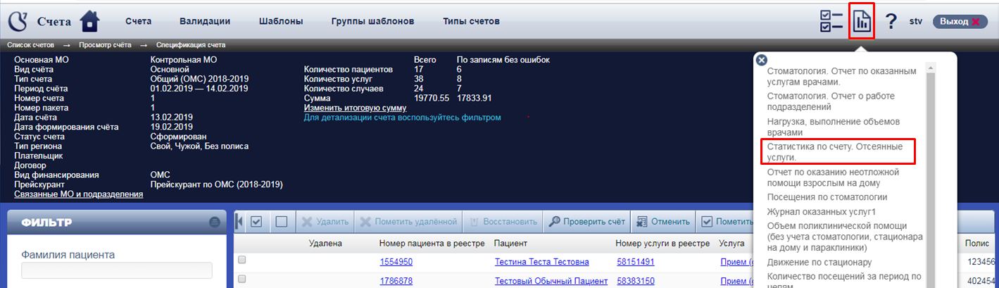 Счета Счета Валидации Шаблоны Группы шаблонов Типы счетов ? stv Выход
Список счетов → Просмотр счёта → Спецификация счета
Основная МО Контрольная МО Всего По записям без ошибок
Вид счёта Основной Количество пациентов 17 6
Тип счета Общий (ОМС) 2018-2019 Количество услуг 38 8
Период счёта 01.02.2019 — 14.02.2019 Количество случаев 24 7
Номер счета 1 Сумма 19770.55 17833.91
Номер пакета 1 Изменить итоговую сумму
Дата счёта 13.02.2019 Для детализации счета воспользуйтесь фильтром
Дата формирования счёта 19.02.2019
Статус счета Сформирован
Тип региона Свой, Чужой, Без полиса
Плательщик
Договор
Вид финансирования ОМС
Прейскурант Прейскурант по ОМС (2018-2019)
Связанные МО и подразделения
Стоматология. Отчет по оказанным
услугам врачами.
Стоматология. Отчет о работе
подразделений
Нагрузка, выполнение объемов
врачами
Статистика по счету. Отсеянные
услуги.
Отчет по оказанию неотложной
помощи взрослым на дому
Посещения по стоматологии
Журнал оказанных услуг1
Объем поликлинической помощи
(без учета стоматологии, стационара
на дому и параклиники)
Движение по стационару
Количество посещений за период по
целям
ФИЛЬТР
Фамилия пациента
Удалить Пометить удалённой Восстановить Проверить счёт Отменить Пометить
Удалена Номер пациента в реестре Пациент Номер услуги в реестре Услуга Полис
1554950 Тестина Теста Тестовна 58151491 Прием (о 123456
1786878 Тестовый Обычный Пациент 58383150 Прием (о 402454